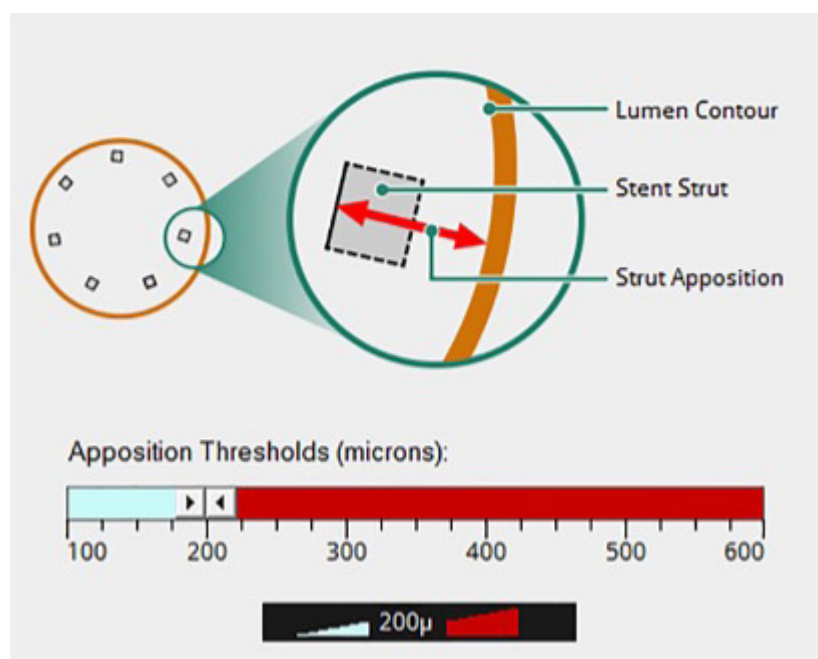 Lumen Contour
Stent Strut
Strut Apposition
Apposition Thresholds (microns):
100 200 300 400 500 600
200µ